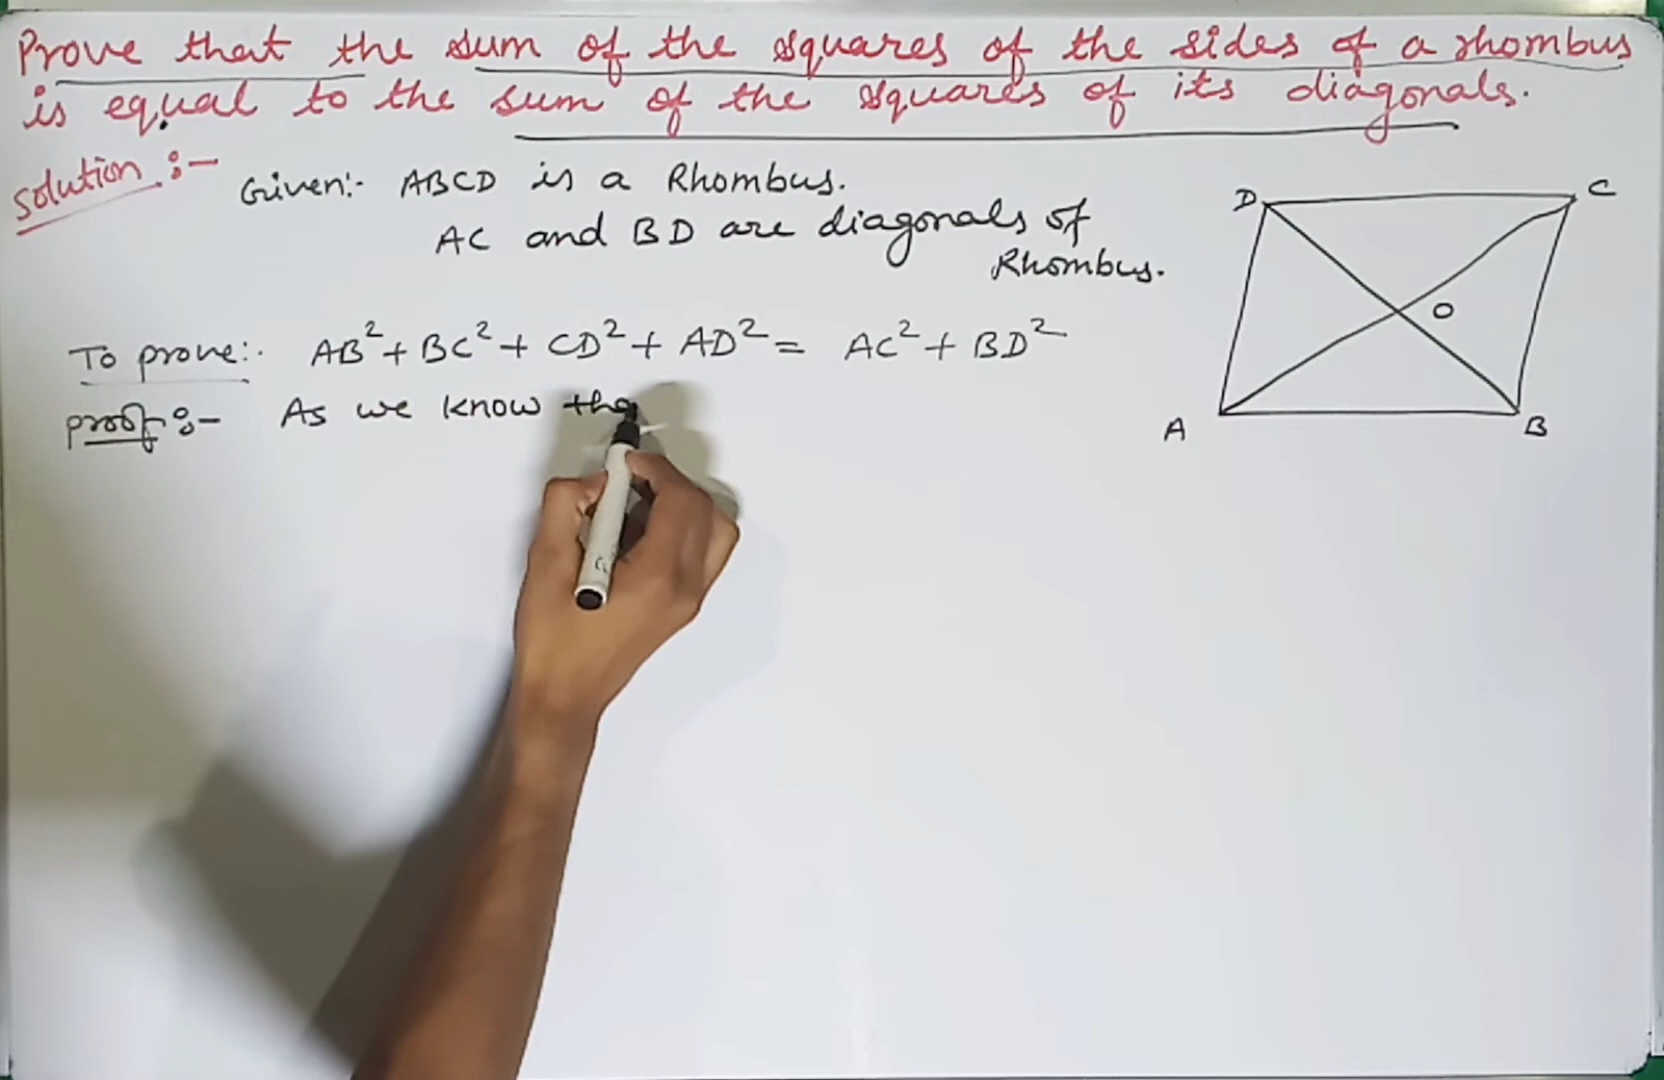 Prove that the sum of the squares of the sides of a rhombus
is equal to the sum of the squares of its diagonals.
Solution :-
Given:- ABCD is a Rhombus.
AC and BD are diagonals of
Rhombus.
To prove:. AB²+BC²+CD²+AD²= AC²+BD²
proof:- As we know tha
D
C
O
A
B